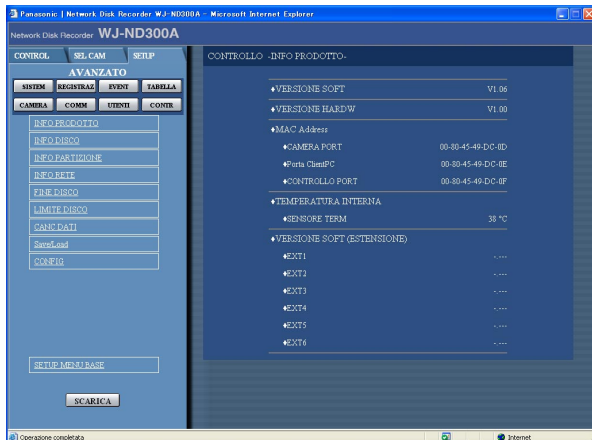 Panasonic | Network Disk Recorder WJ-ND300A - Microsoft Internet Explorer
Network Disk Recorder WJ-ND300A
CONTROL SEL CAM SETUP
AVANZATO
SISTEM REGISTRAZ EVENT TABELLA
CAMERA COMM UTENTI CONTR
INFO PRODOTTO
INFO DISCO
INFO PARTIZIONE
INFO RETE
FINE DISCO
LIMITE DISCO
CANC DATI
Save/Load
CONFIG
SETUP MENU BASE
SCARICA
CONTROLLO -INFO PRODOTTO-
♦VERSIONE SOFT V1.06
♦VERSIONE HARDW V1.00
♦MAC Address
♦CAMERA PORT 00-80-45-49-DC-0D
♦Porta ClientPC 00-80-45-49-DC-0E
♦CONTROLLO PORT 00-80-45-49-DC-0F
♦TEMPERATURA INTERNA
♦SENSORE TERM 38 °C
♦VERSIONE SOFT (ESTENSIONE)
♦EXT1 -.---
♦EXT2 -.---
♦EXT3 -.---
♦EXT4 -.---
♦EXT5 -.---
♦EXT6 -.---
Operazione completata Internet